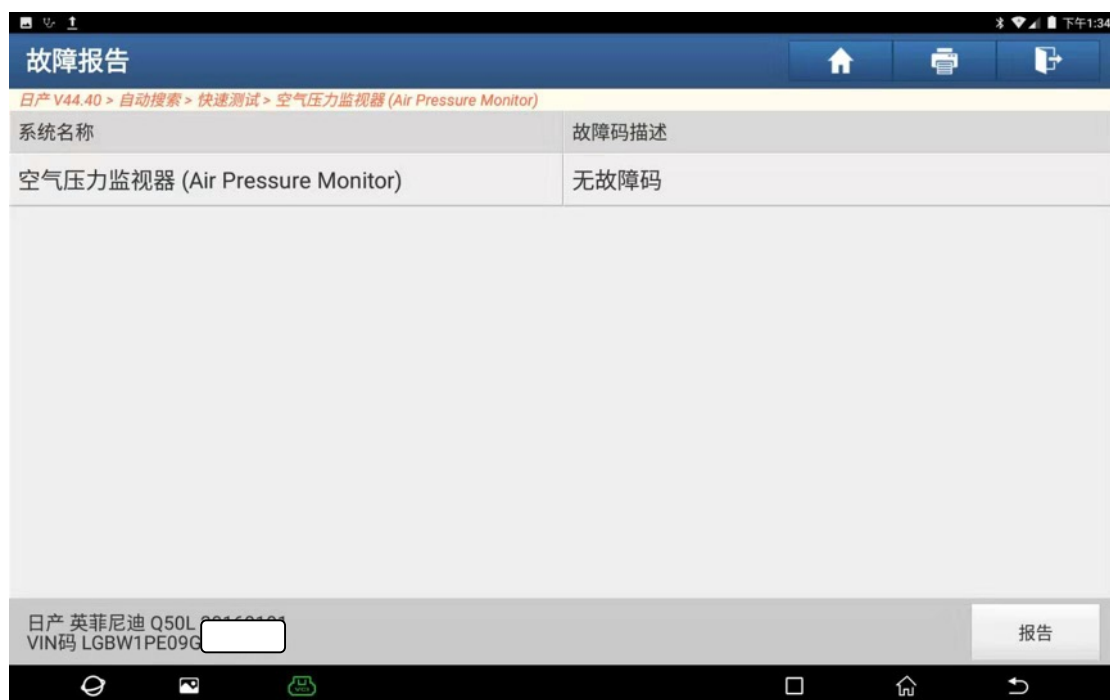 下午1:34
故障报告
日产 V44.40 > 自动搜索 > 快速测试 > 空气压力监视器 (Air Pressure Monitor)
系统名称 故障码描述
空气压力监视器 (Air Pressure Monitor) 无故障码
日产 英菲尼迪 Q50L
VIN码 LGBW1PE09G
报告